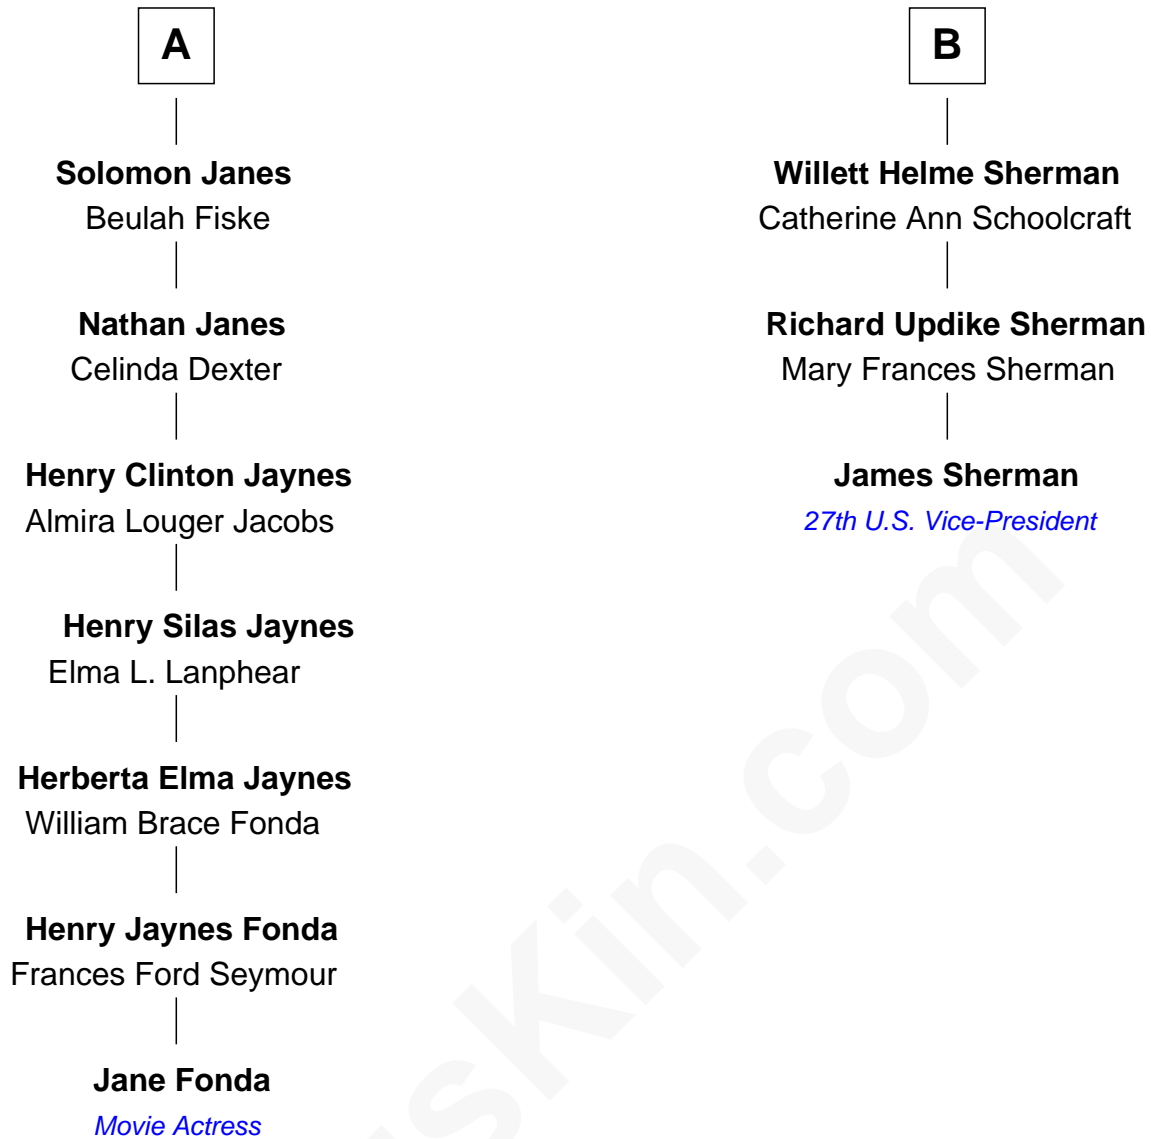 A
Solomon Janes
Beulah Fiske
Nathan Janes
Celinda Dexter
Henry Clinton Jaynes
Almira Louger Jacobs
Henry Silas Jaynes
Elma L. Lanphear
Herberta Elma Jaynes
William Brace Fonda
Henry Jaynes Fonda
Frances Ford Seymour
Jane Fonda
Movie Actress
B
Willett Helme Sherman
Catherine Ann Schoolcraft
Richard Updike Sherman
Mary Frances Sherman
James Sherman
27th U.S. Vice-President
sKin.com